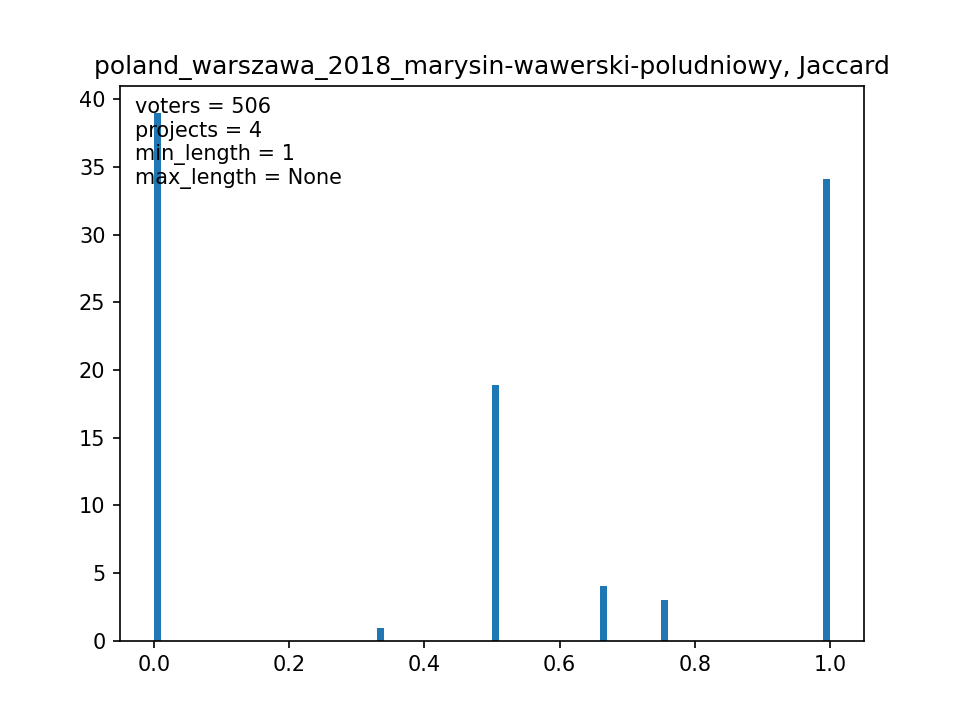 poland_warszawa_2018_marysin-wawerski-poludniowy, Jaccard
voters = 506
projects = 4
min_length = 1
max_length = None
40
35
30
25
20
15
10
5
0
0.0 0.2 0.4 0.6 0.8 1.0